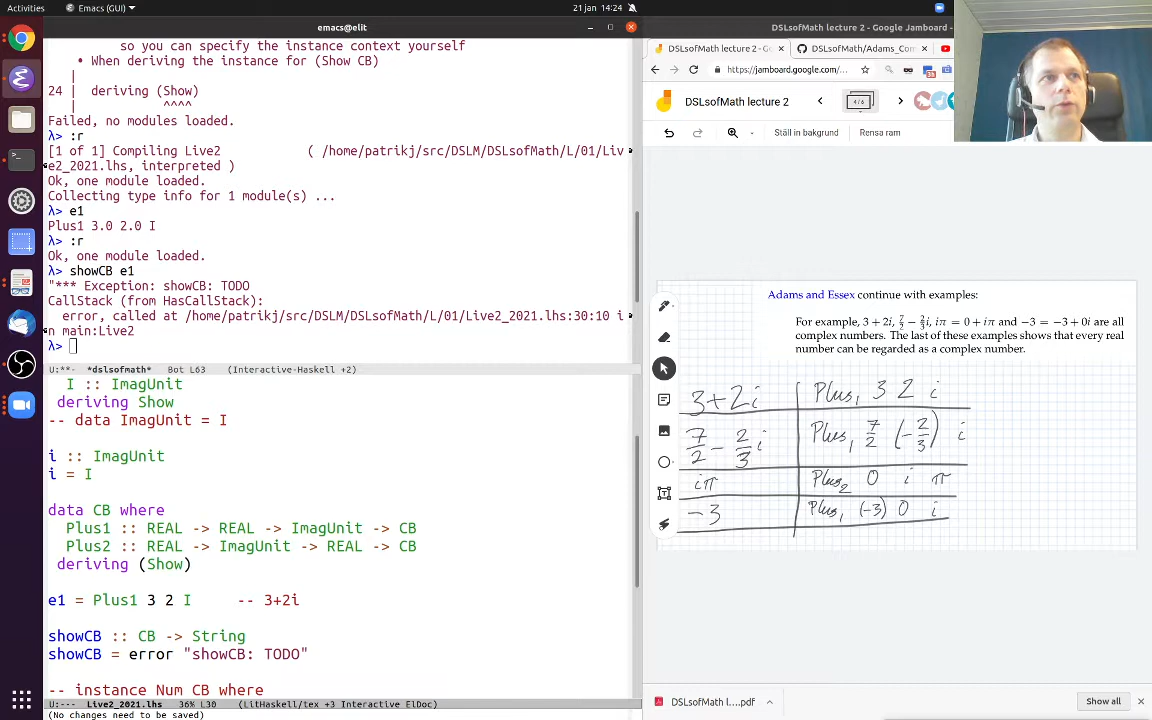 Activities
Emacs (GUI)
21 jan 14:24
emacs@elit
so you can specify the instance context yourself
• When deriving the instance for (Show CB)
|
24 | deriving (Show)
| ^^^^
Failed, no modules loaded.
λ> :r
[1 of 1] Compiling Live2 ( /home/patrikj/src/DSLM/DSLsofMath/L/01/Liv
e2_2021.lhs, interpreted )
Ok, one module loaded.
Collecting type info for 1 module(s) ...
λ> e1
Plus1 3.0 2.0 I
λ> :r
Ok, one module loaded.
λ> showCB e1
"*** Exception: showCB: TODO
CallStack (from HasCallStack):
error, called at /home/patrikj/src/DSLM/DSLsofMath/L/01/Live2_2021.lhs:30:10 i
n main:Live2
λ>
U:**- *dslsofmath* Bot L63 (Interactive-Haskell +2)
I :: ImagUnit
deriving Show
-- data ImagUnit = I
i :: ImagUnit
i = I
data CB where
Plus1 :: REAL -> REAL -> ImagUnit -> CB
Plus2 :: REAL -> ImagUnit -> REAL -> CB
deriving (Show)
e1 = Plus1 3 2 I -- 3+2i
showCB :: CB -> String
showCB = error "showCB: TODO"
-- instance Num CB where
U:--- Live2_2021.lhs 36% L30 (LitHaskell/tex +3 Interactive ElDoc)
(No changes need to be saved)
DSLsofMath lecture 2 - Google Jamboard
DSLsofMath lecture 2 - Go
DSLsofMath/Adams_Com
https://jamboard.google.com/...
DSLsofMath lecture 2
4/6
Ställ in bakgrund
Rensa ram
Adams and Essex continue with examples:
For example, 3 + 2i, 7/2 − 2/3i, iπ = 0 + iπ and −3 = −3 + 0i are all
complex numbers. The last of these examples shows that every real
number can be regarded as a complex number.
3+2i | Plus₁ 3 2 i
7/2 - 2/3 i | Plus₁ 7/2 (-2/3) i
iπ | Plus₂ 0 i π
-3 | Plus₁ (-3) 0 i
DSLsofMath l....pdf
Show all